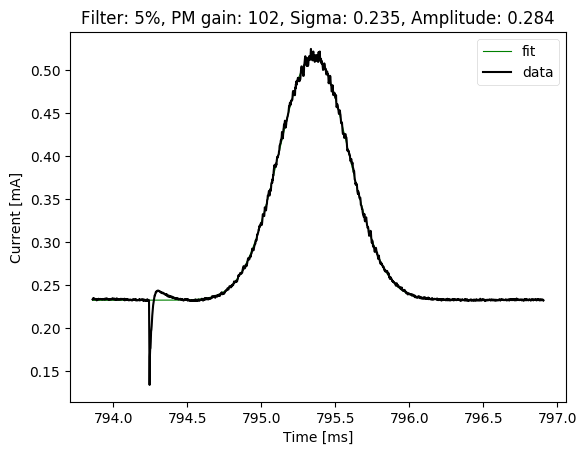 Filter: 5%, PM gain: 102, Sigma: 0.235, Amplitude: 0.284
fit
data
0.50
0.45
0.40
0.35
0.30
0.25
0.20
0.15
Current [mA]
794.0 794.5 795.0 795.5 796.0 796.5 797.0
Time [ms]